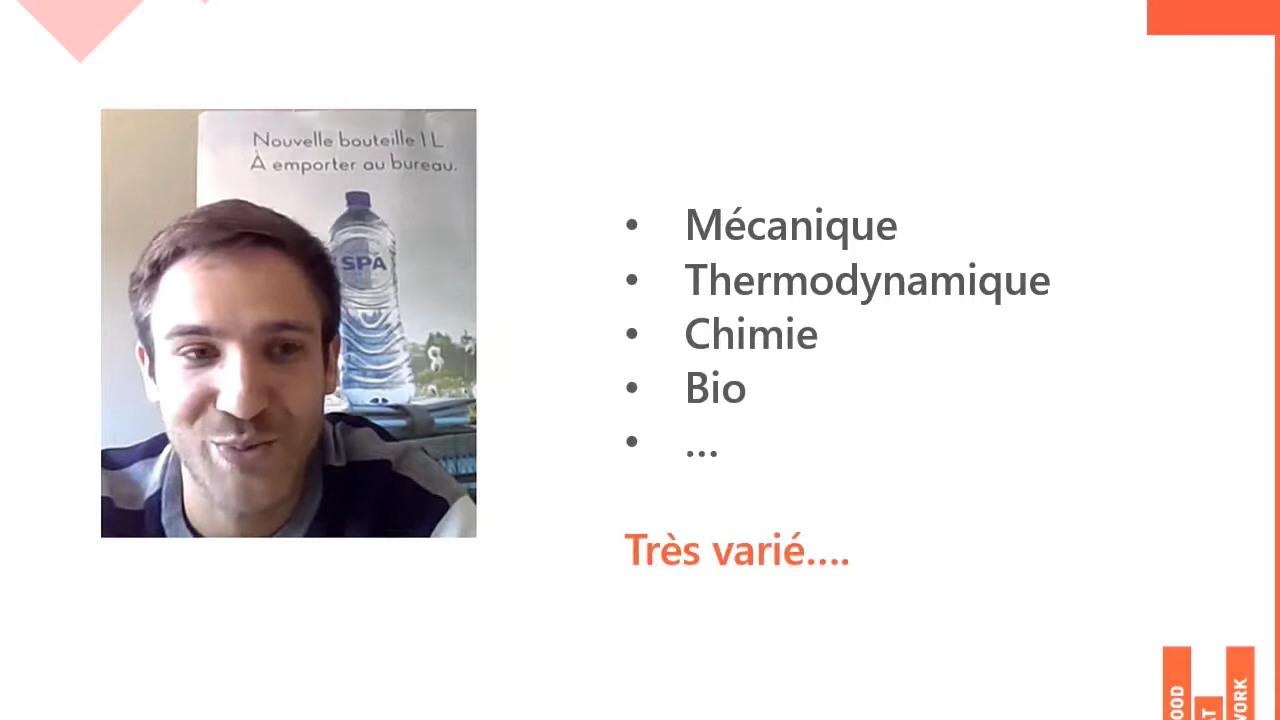 Nouvelle bouteille 1 L
À emporter au bureau.
SPA
• Mécanique
• Thermodynamique
• Chimie
• Bio
• ...
Très varié....